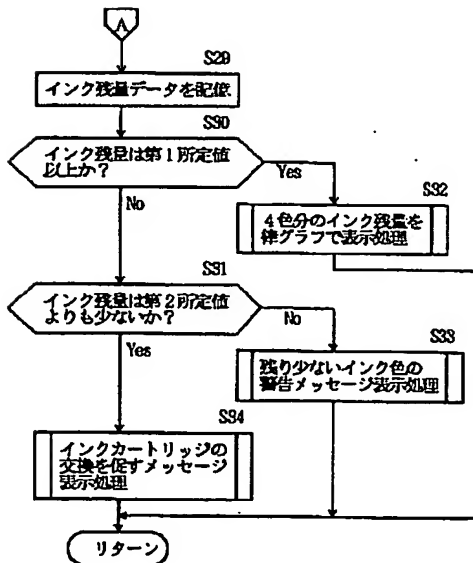 A
S29
インク残量データを記憶
S30
インク残量は第1所定値
以上か?
Yes
No
S32
4色分のインク残量を
棒グラフで表示処理
S31
インク残量は第2所定値
よりも少ないか?
No
Yes
S33
残り少ないインク色の
警告メッセージ表示処理
S34
インクカートリッジの
交換を促すメッセージ
表示処理
リターン